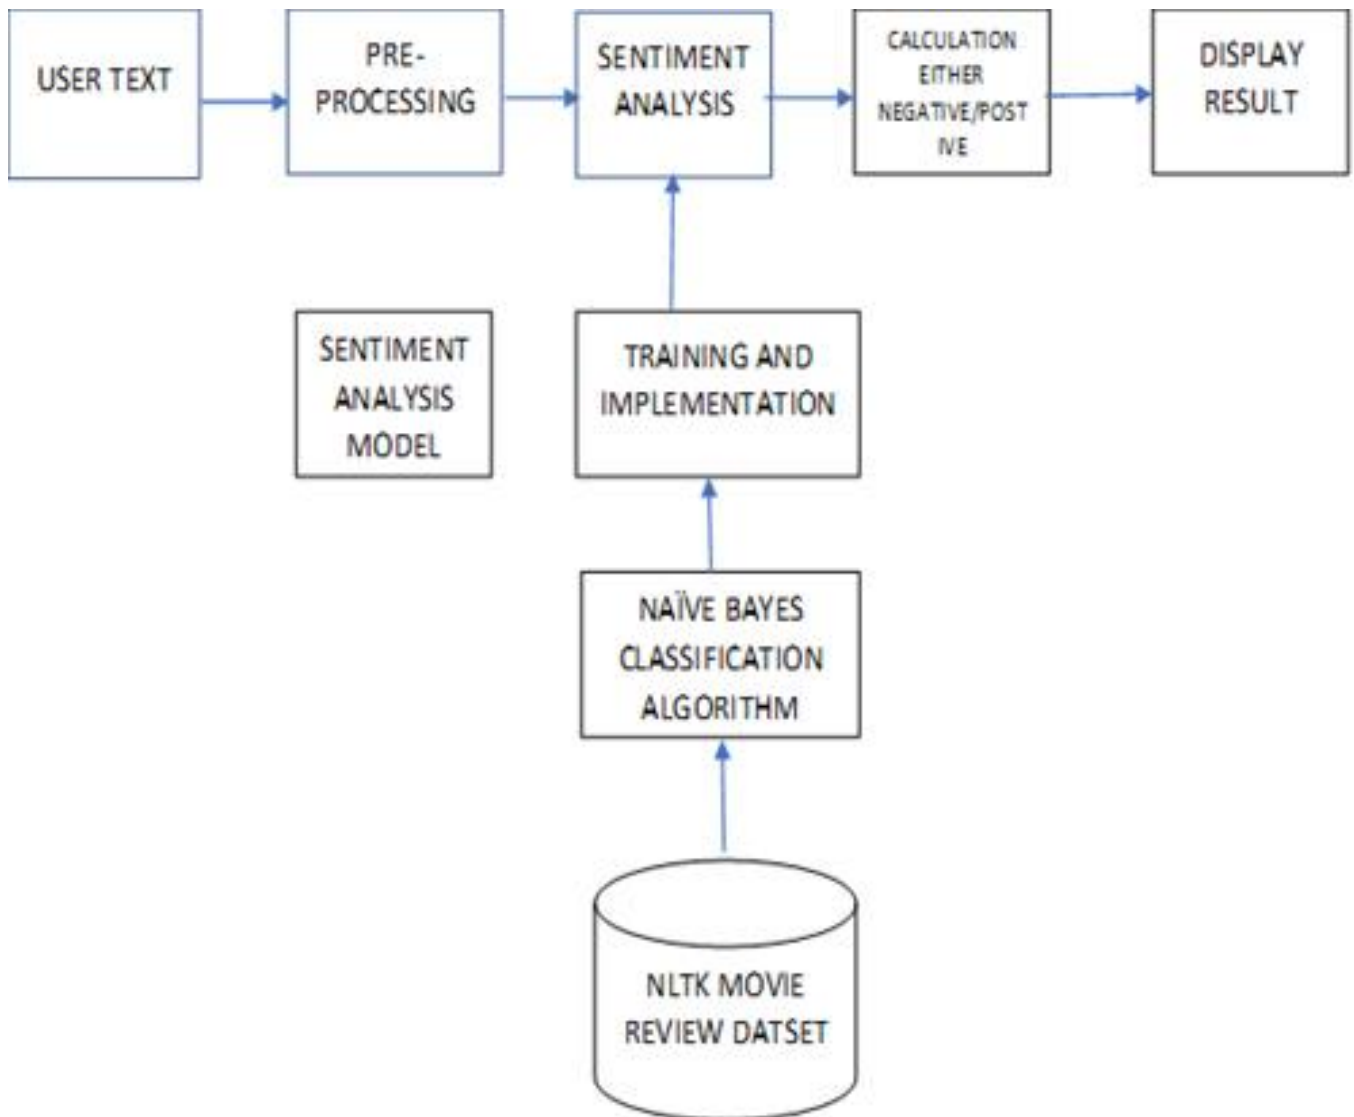 USER TEXT
PRE-
PROCESSING
SENTIMENT
ANALYSIS
CALCULATION
EITHER
NEGATIVE/POST
IVE
DISPLAY
RESULT
SENTIMENT
ANALYSIS
MODEL
TRAINING AND
IMPLEMENTATION
NAÏVE BAYES
CLASSIFICATION
ALGORITHM
NLTK MOVIE
REVIEW DATSET